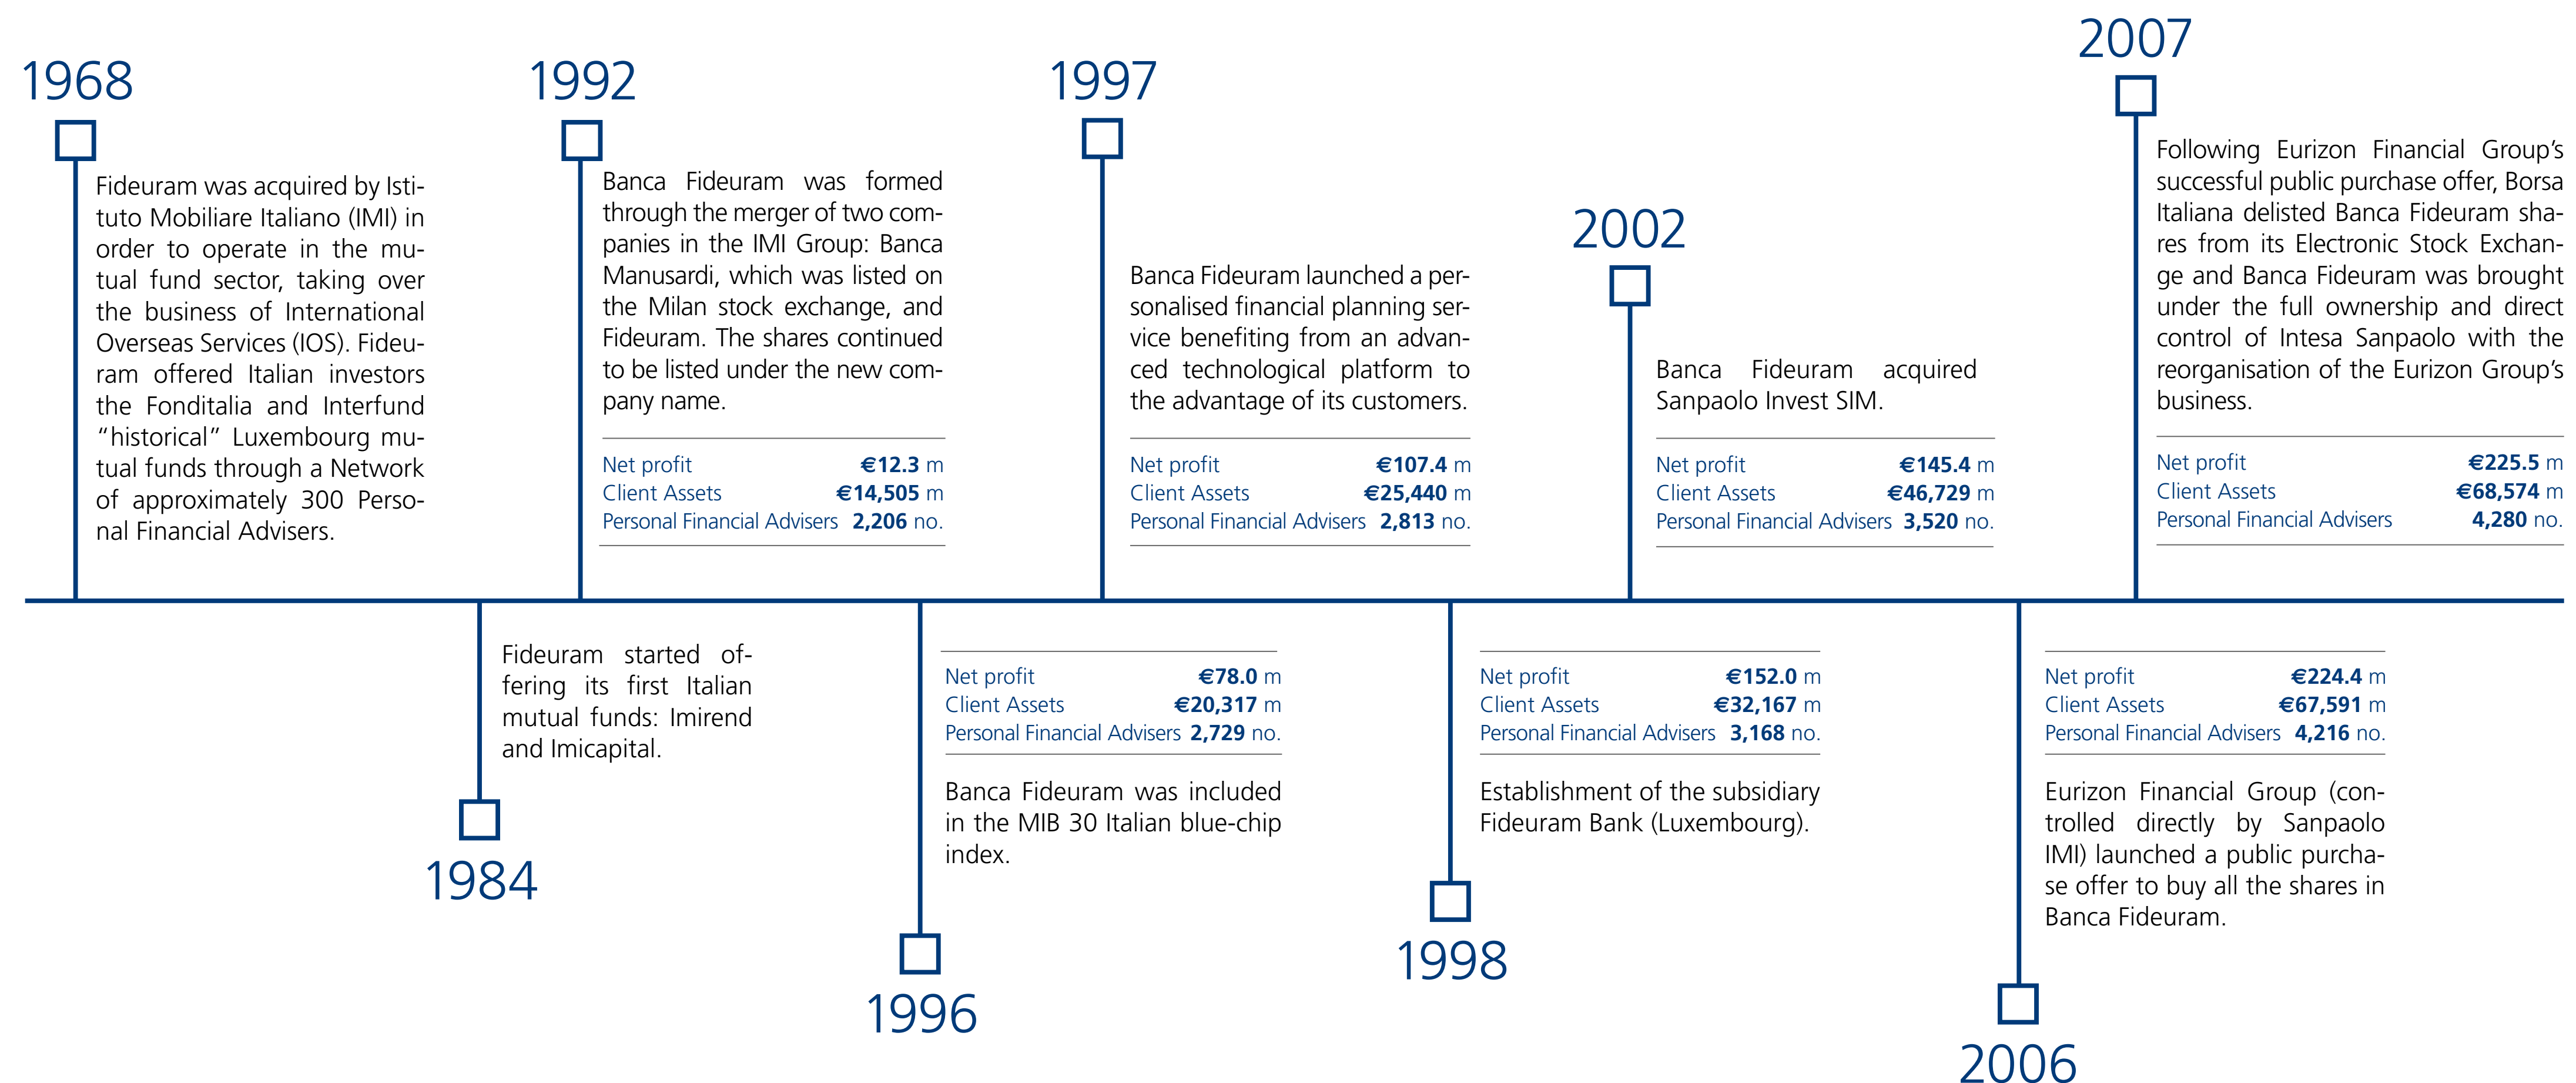 1968
Fideuram was acquired by Isti-
tuto Mobiliare Italiano (IMI) in
order to operate in the mu-
tual fund sector, taking over
the business of International
Overseas Services (IOS). Fideu-
ram offered Italian investors
the Fonditalia and Interfund
“historical” Luxembourg mu-
tual funds through a Network
of approximately 300 Perso-
nal Financial Advisers.
1984
Fideuram started of-
fering its first Italian
mutual funds: Imirend
and Imicapital.
1992
Banca Fideuram was formed
through the merger of two com-
panies in the IMI Group: Banca
Manusardi, which was listed on
the Milan stock exchange, and
Fideuram. The shares continued
to be listed under the new com-
pany name.
Net profit €12.3 m
Client Assets €14,505 m
Personal Financial Advisers 2,206 no.
1996
Net profit €78.0 m
Client Assets €20,317 m
Personal Financial Advisers 2,729 no.
Banca Fideuram was included
in the MIB 30 Italian blue-chip
index.
1997
Banca Fideuram launched a per-
sonalised financial planning ser-
vice benefiting from an advan-
ced technological platform to
the advantage of its customers.
Net profit €107.4 m
Client Assets €25,440 m
Personal Financial Advisers 2,813 no.
1998
Net profit €152.0 m
Client Assets €32,167 m
Personal Financial Advisers 3,168 no.
Establishment of the subsidiary
Fideuram Bank (Luxembourg).
2002
Banca Fideuram acquired
Sanpaolo Invest SIM.
Net profit €145.4 m
Client Assets €46,729 m
Personal Financial Advisers 3,520 no.
2006
Net profit €224.4 m
Client Assets €67,591 m
Personal Financial Advisers 4,216 no.
Eurizon Financial Group (con-
trolled directly by Sanpaolo
IMI) launched a public purcha-
se offer to buy all the shares in
Banca Fideuram.
2007
Following Eurizon Financial Group’s
successful public purchase offer, Borsa
Italiana delisted Banca Fideuram sha-
res from its Electronic Stock Exchan-
ge and Banca Fideuram was brought
under the full ownership and direct
control of Intesa Sanpaolo with the
reorganisation of the Eurizon Group’s
business.
Net profit €225.5 m
Client Assets €68,574 m
Personal Financial Advisers 4,280 no.